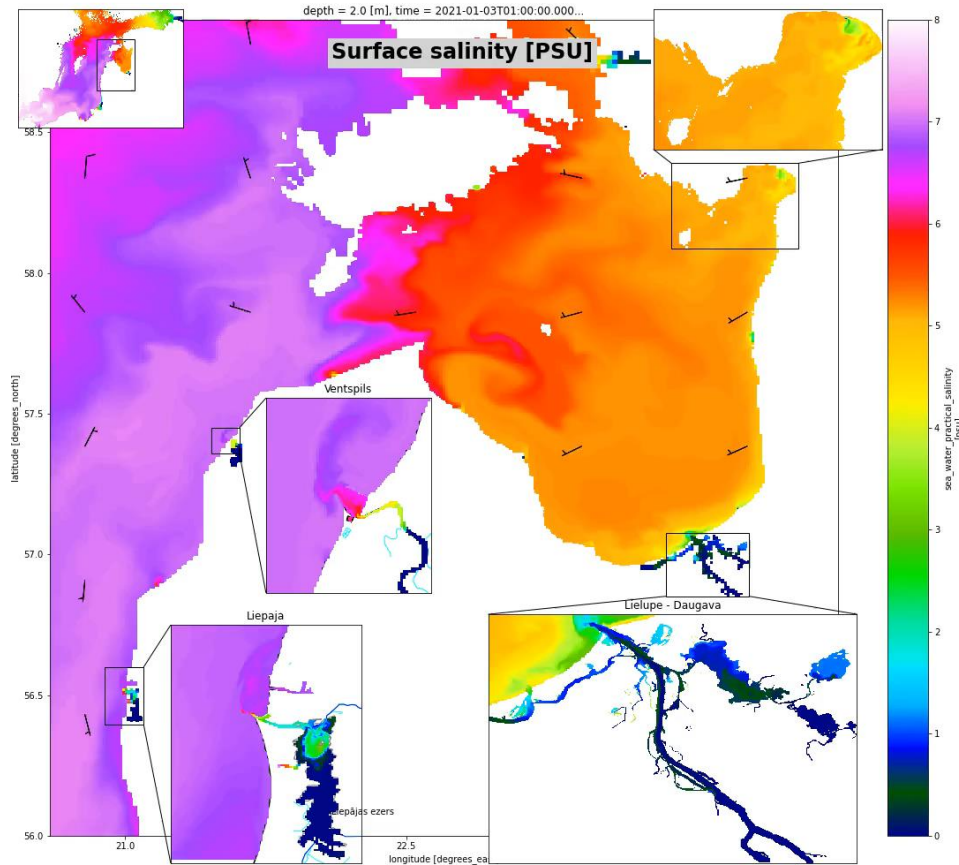 depth = 2.0 [m], time = 2021-01-03T01:00:00.000...
Surface salinity [PSU]
8
7
6
5
4
3
2
1
0
sea_water_practical_salinity
[psu]
58.5
58.0
57.5
57.0
56.5
56.0
latitude [degrees_north]
Ventspils
Liepaja
Lielupe - Daugava
Liepājas ezers
21.0
22.5
longitude [degrees_ea